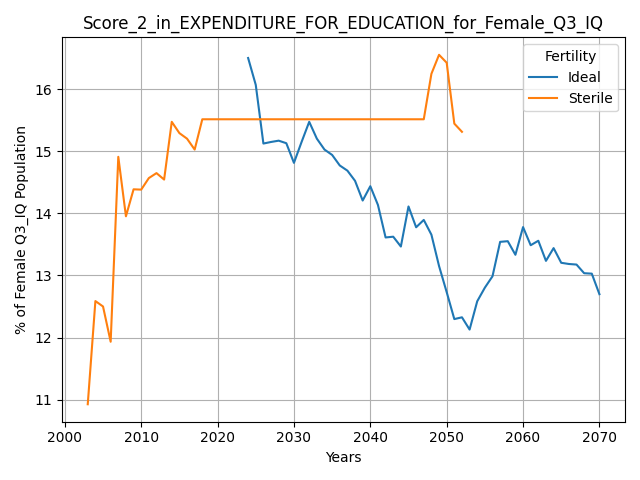 Score_2_in_EXPENDITURE_FOR_EDUCATION_for_Female_Q3_IQ
Fertility
Ideal
Sterile
% of Female Q3_IQ Population
16
15
14
13
12
11
2000 2010 2020 2030 2040 2050 2060 2070
Years